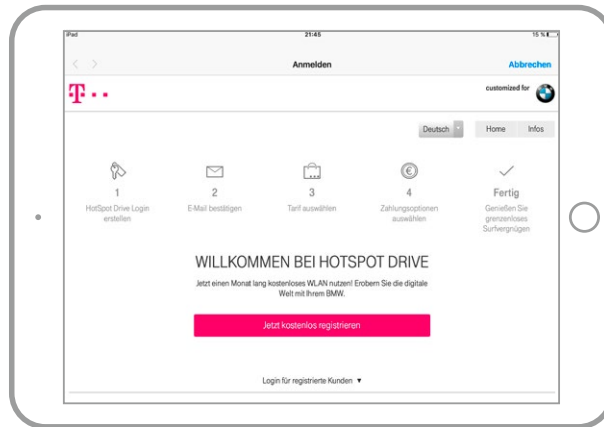 iPad 21:45 15 %
Anmelden Abbrechen
T
customized for
Deutsch Home Infos
1 2 3 4 Fertig
HotSpot Drive Login E-Mail bestätigen Tarif auswählen Zahlungsoptionen Genießen Sie
erstellen auswählen grenzenloses
Surfvergnügen
WILLKOMMEN BEI HOTSPOT DRIVE
Jetzt einen Monat lang kostenloses WLAN nutzen! Erobern Sie die digitale
Welt mit Ihrem BMW.
Jetzt kostenlos registrieren
Login für registrierte Kunden ▼